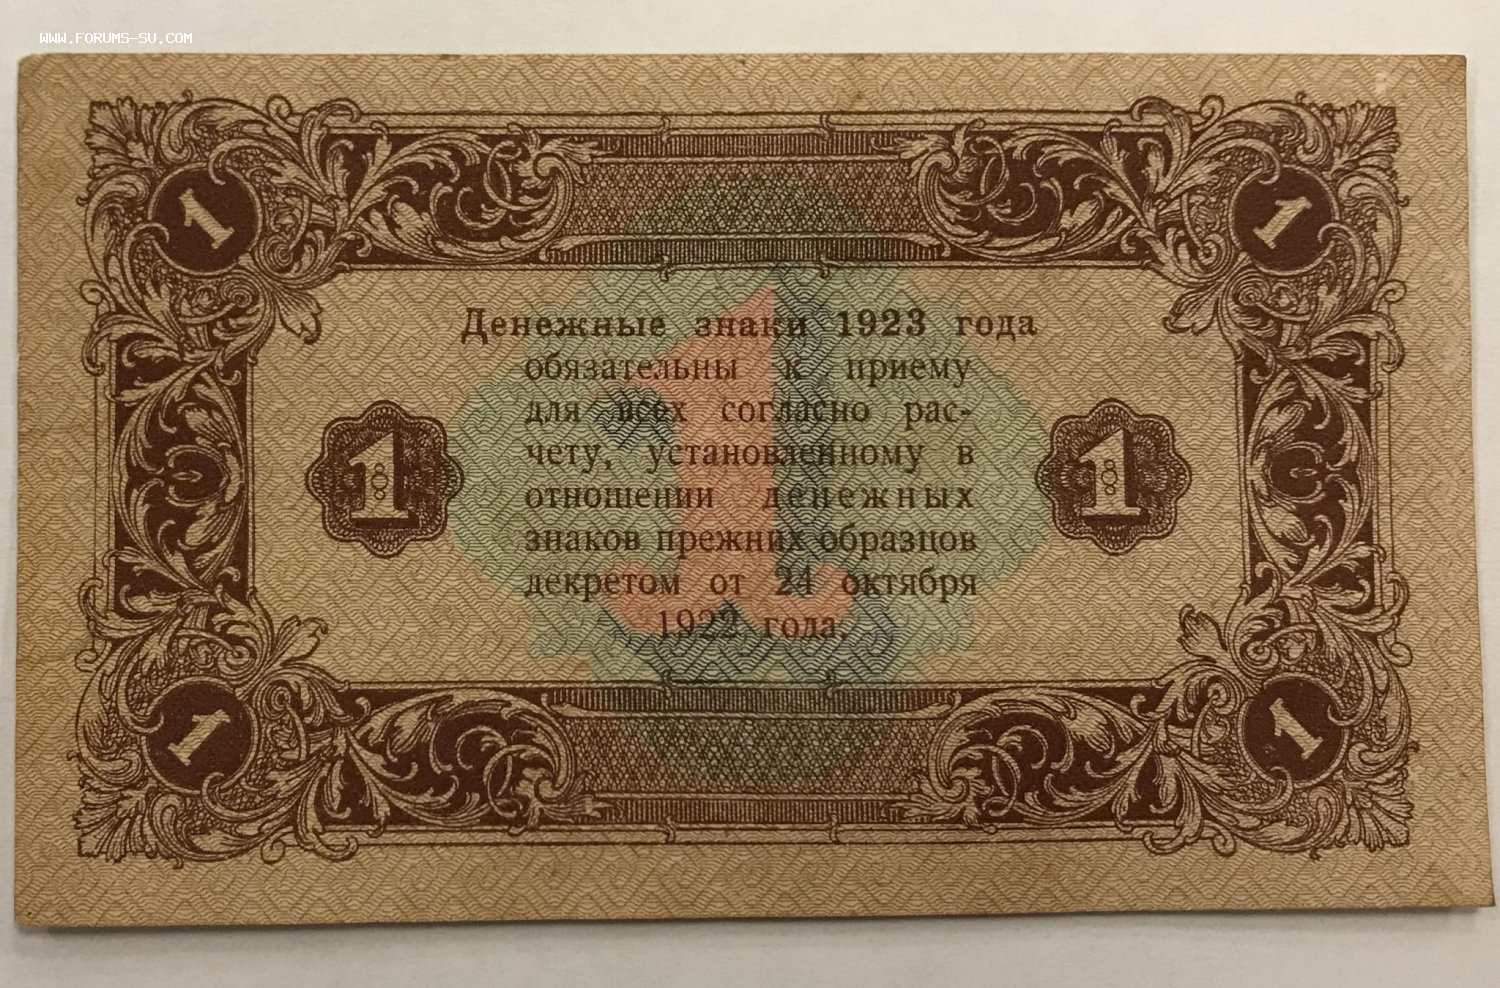 WWW.FORUMS-SU.COM
1 1
Денежные знаки 1923 года
обязательны к приему
для всех согласно рас-
чету, установленному в
1 1
отношении денежных
знаков прежних образцов
декретом от 24 октября
1922 года.
1
1 1